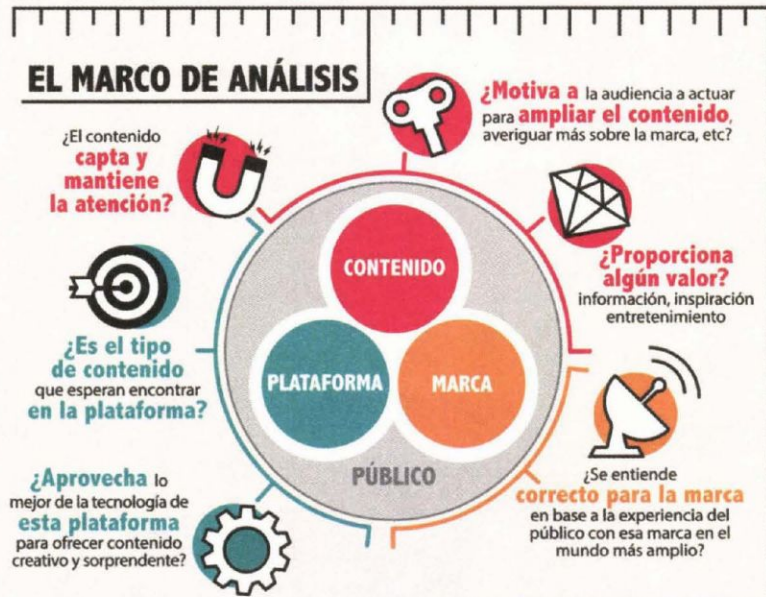 EL MARCO DE ANÁLISIS
¿El contenido
capta y
mantiene
la atención?
¿Motiva a la audiencia a actuar
para ampliar el contenido,
averiguar más sobre la marca, etc?
¿Proporciona
algún valor?
información, inspiración
entretenimiento
CONTENIDO
PLATAFORMA
MARCA
PÚBLICO
¿Es el tipo
de contenido
que esperan encontrar
en la plataforma?
¿Aprovecha lo
mejor de la tecnología de
esta plataforma
para ofrecer contenido
creativo y sorprendente?
¿Se entiende
correcto para la marca
en base a la experiencia del
público con esa marca en el
mundo más amplio?